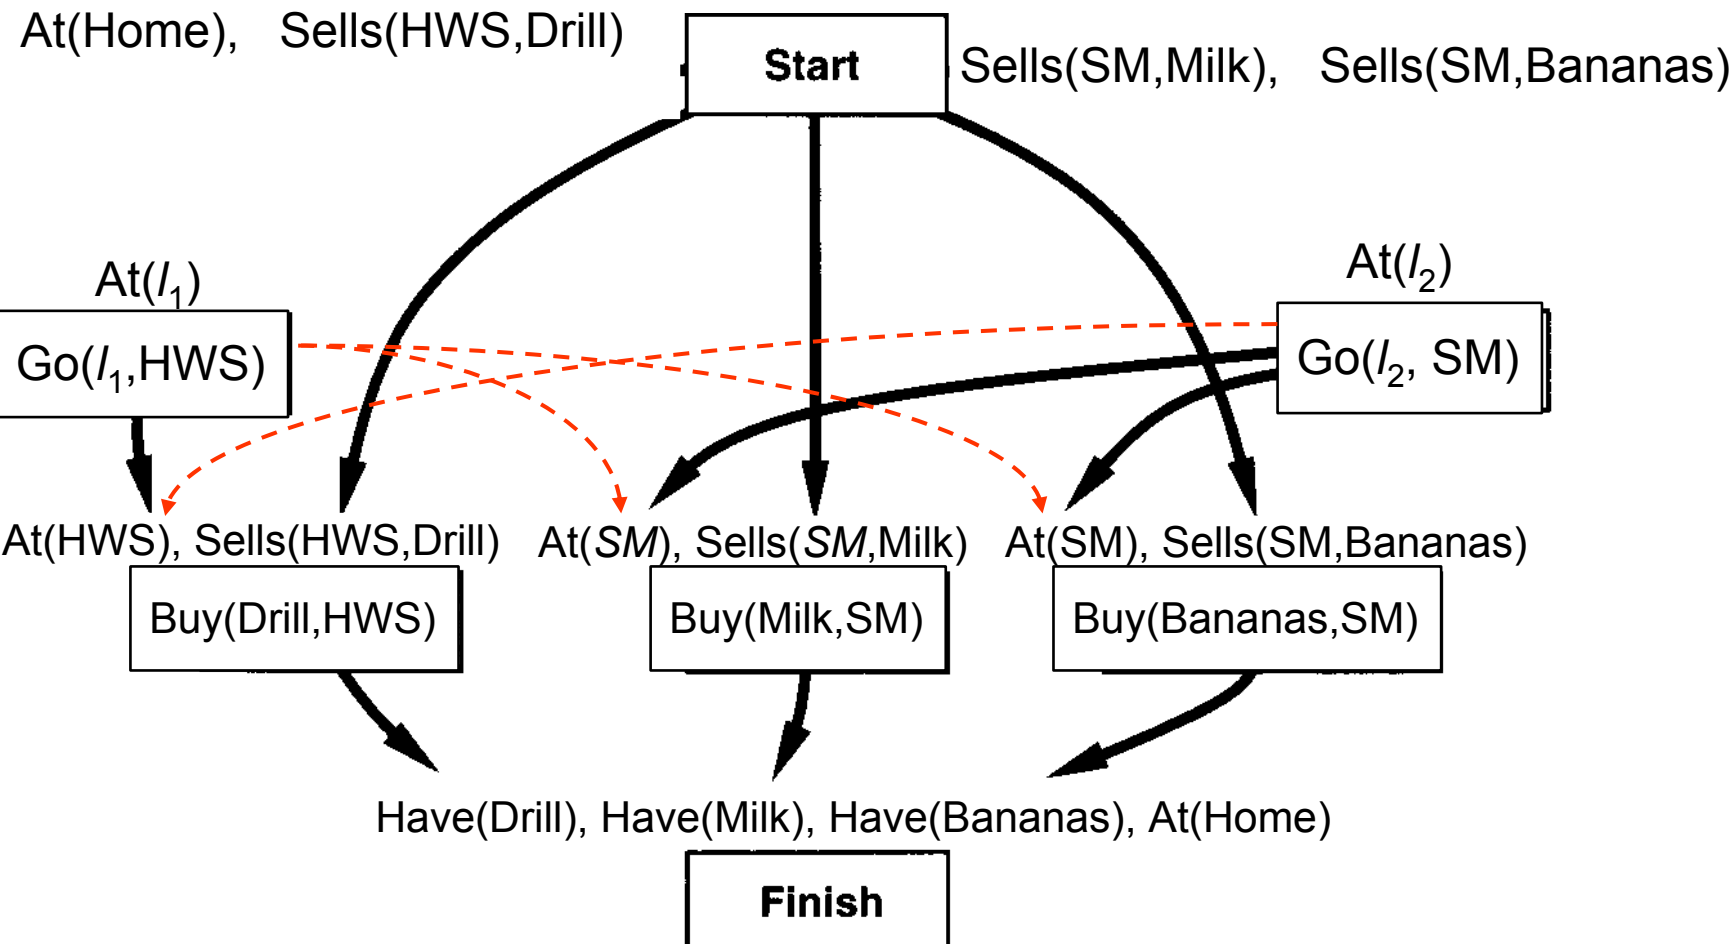 At(Home), Sells(HWS,Drill)
Start
Sells(SM,Milk), Sells(SM,Bananas)
At(l₁)
At(l₂)
Go(l₁,HWS)
Go(l₂, SM)
At(HWS), Sells(HWS,Drill)
At(SM), Sells(SM,Milk)
At(SM), Sells(SM,Bananas)
Buy(Drill,HWS)
Buy(Milk,SM)
Buy(Bananas,SM)
Have(Drill), Have(Milk), Have(Bananas), At(Home)
Finish